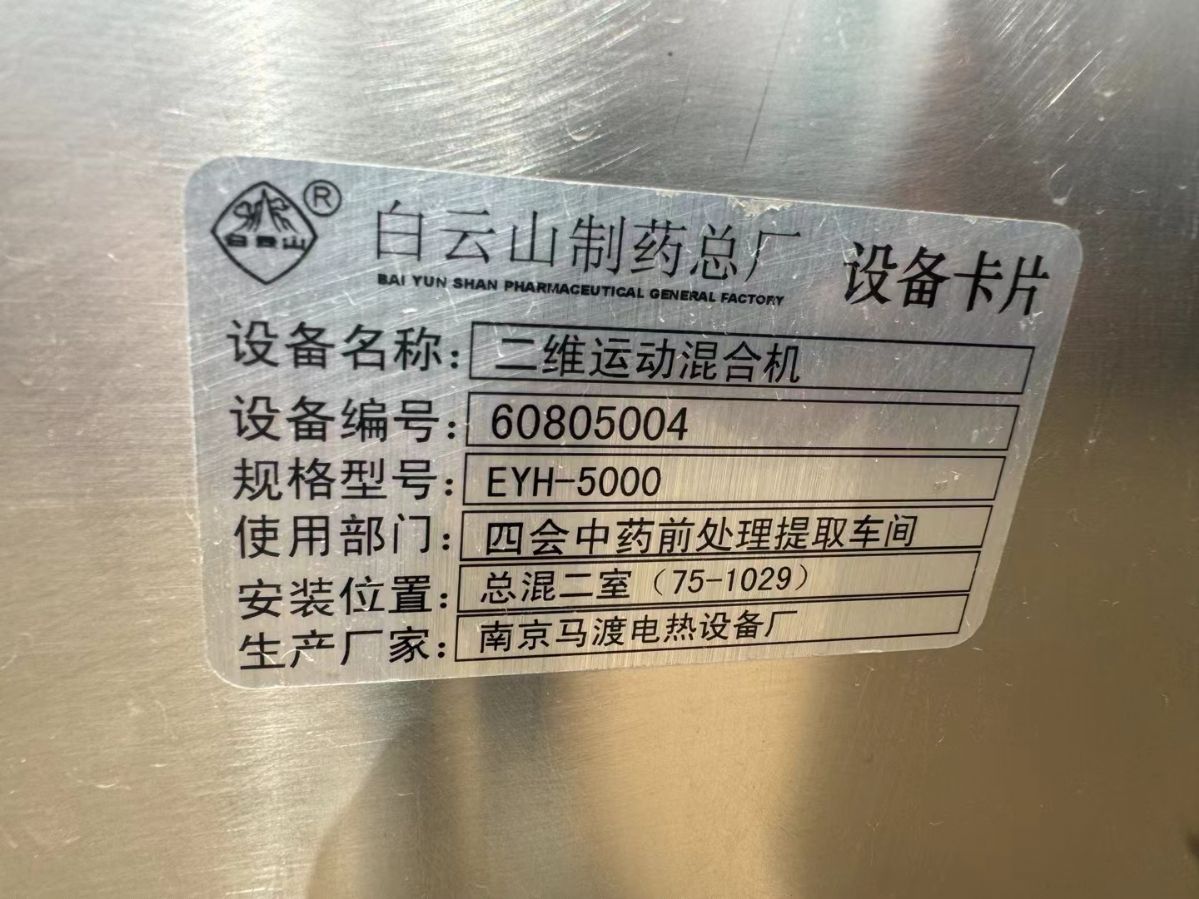 白云山®
白云山制药总厂 设备卡片
BAI YUN SHAN PHARMACEUTICAL GENERAL FACTORY
设备名称：二维运动混合机
设备编号：60805004
规格型号：EYH-5000
使用部门：四会中药前处理提取车间
安装位置：总混二室（75-1029）
生产厂家：南京马渡电热设备厂